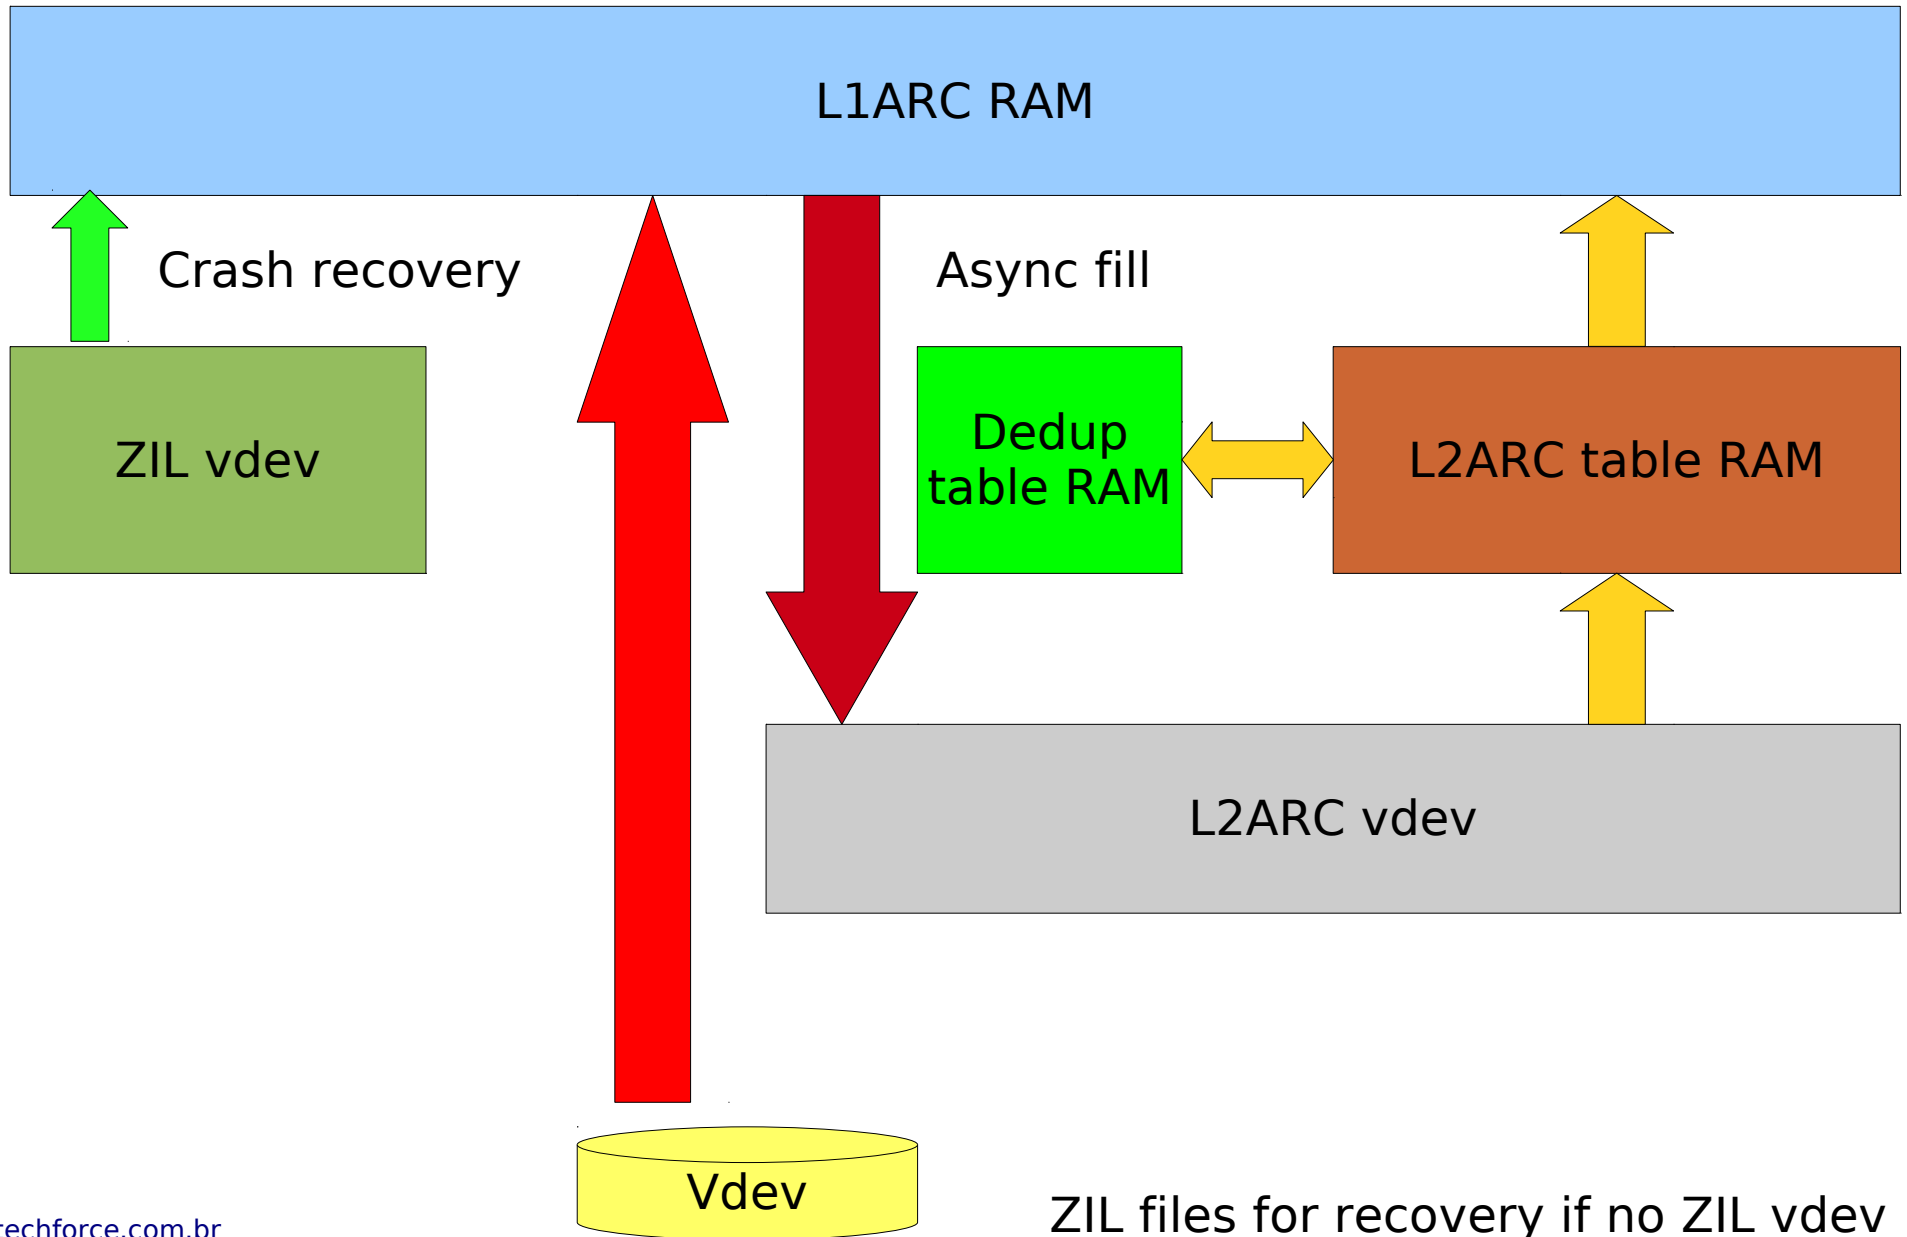 L1ARC RAM
Crash recovery
Async fill
ZIL vdev
Dedup
table RAM
L2ARC table RAM
L2ARC vdev
Vdev
ZIL files for recovery if no ZIL vdev
techforce.com.br